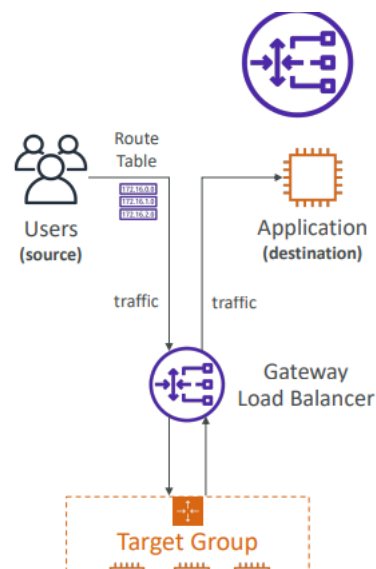 Route
Table
172.16.0.0
172.16.1.0
172.16.2.0
Users
(source)
Application
(destination)
traffic
traffic
Gateway
Load Balancer
Target Group